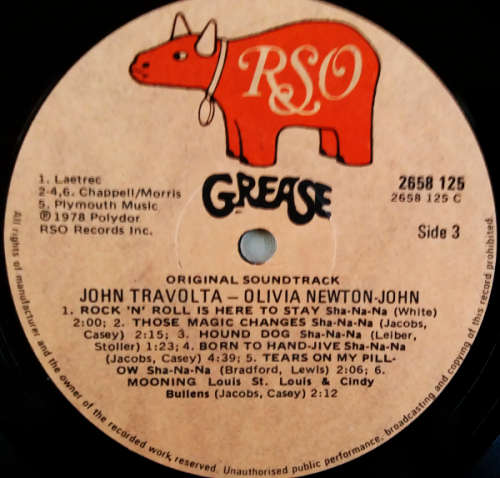 RSO
GREASE
1. Laetrec
2-4,6. Chappell/Morris
5. Plymouth Music
℗ 1978 Polydor
RSO Records Inc.
2658 125
2658 125 C
Side 3
ORIGINAL SOUNDTRACK
JOHN TRAVOLTA — OLIVIA NEWTON-JOHN
1. ROCK 'N' ROLL IS HERE TO STAY Sha-Na-Na (White)
2:00; 2. THOSE MAGIC CHANGES Sha-Na-Na (Jacobs,
Casey) 2:15; 3. HOUND DOG Sha-Na-Na (Leiber,
Stoller) 1:23; 4. BORN TO HAND-JIVE Sha-Na-Na
(Jacobs, Casey) 4:39; 5. TEARS ON MY PILL-
OW Sha-Na-Na (Bradford, Lewis) 2:06; 6.
MOONING Louis St. Louis & Cindy
Bullens (Jacobs, Casey) 2:12
All rights of manufacturer and the owner of the recorded work, reserved. Unauthorised public performance, broadcasting and copying of this record prohibited.